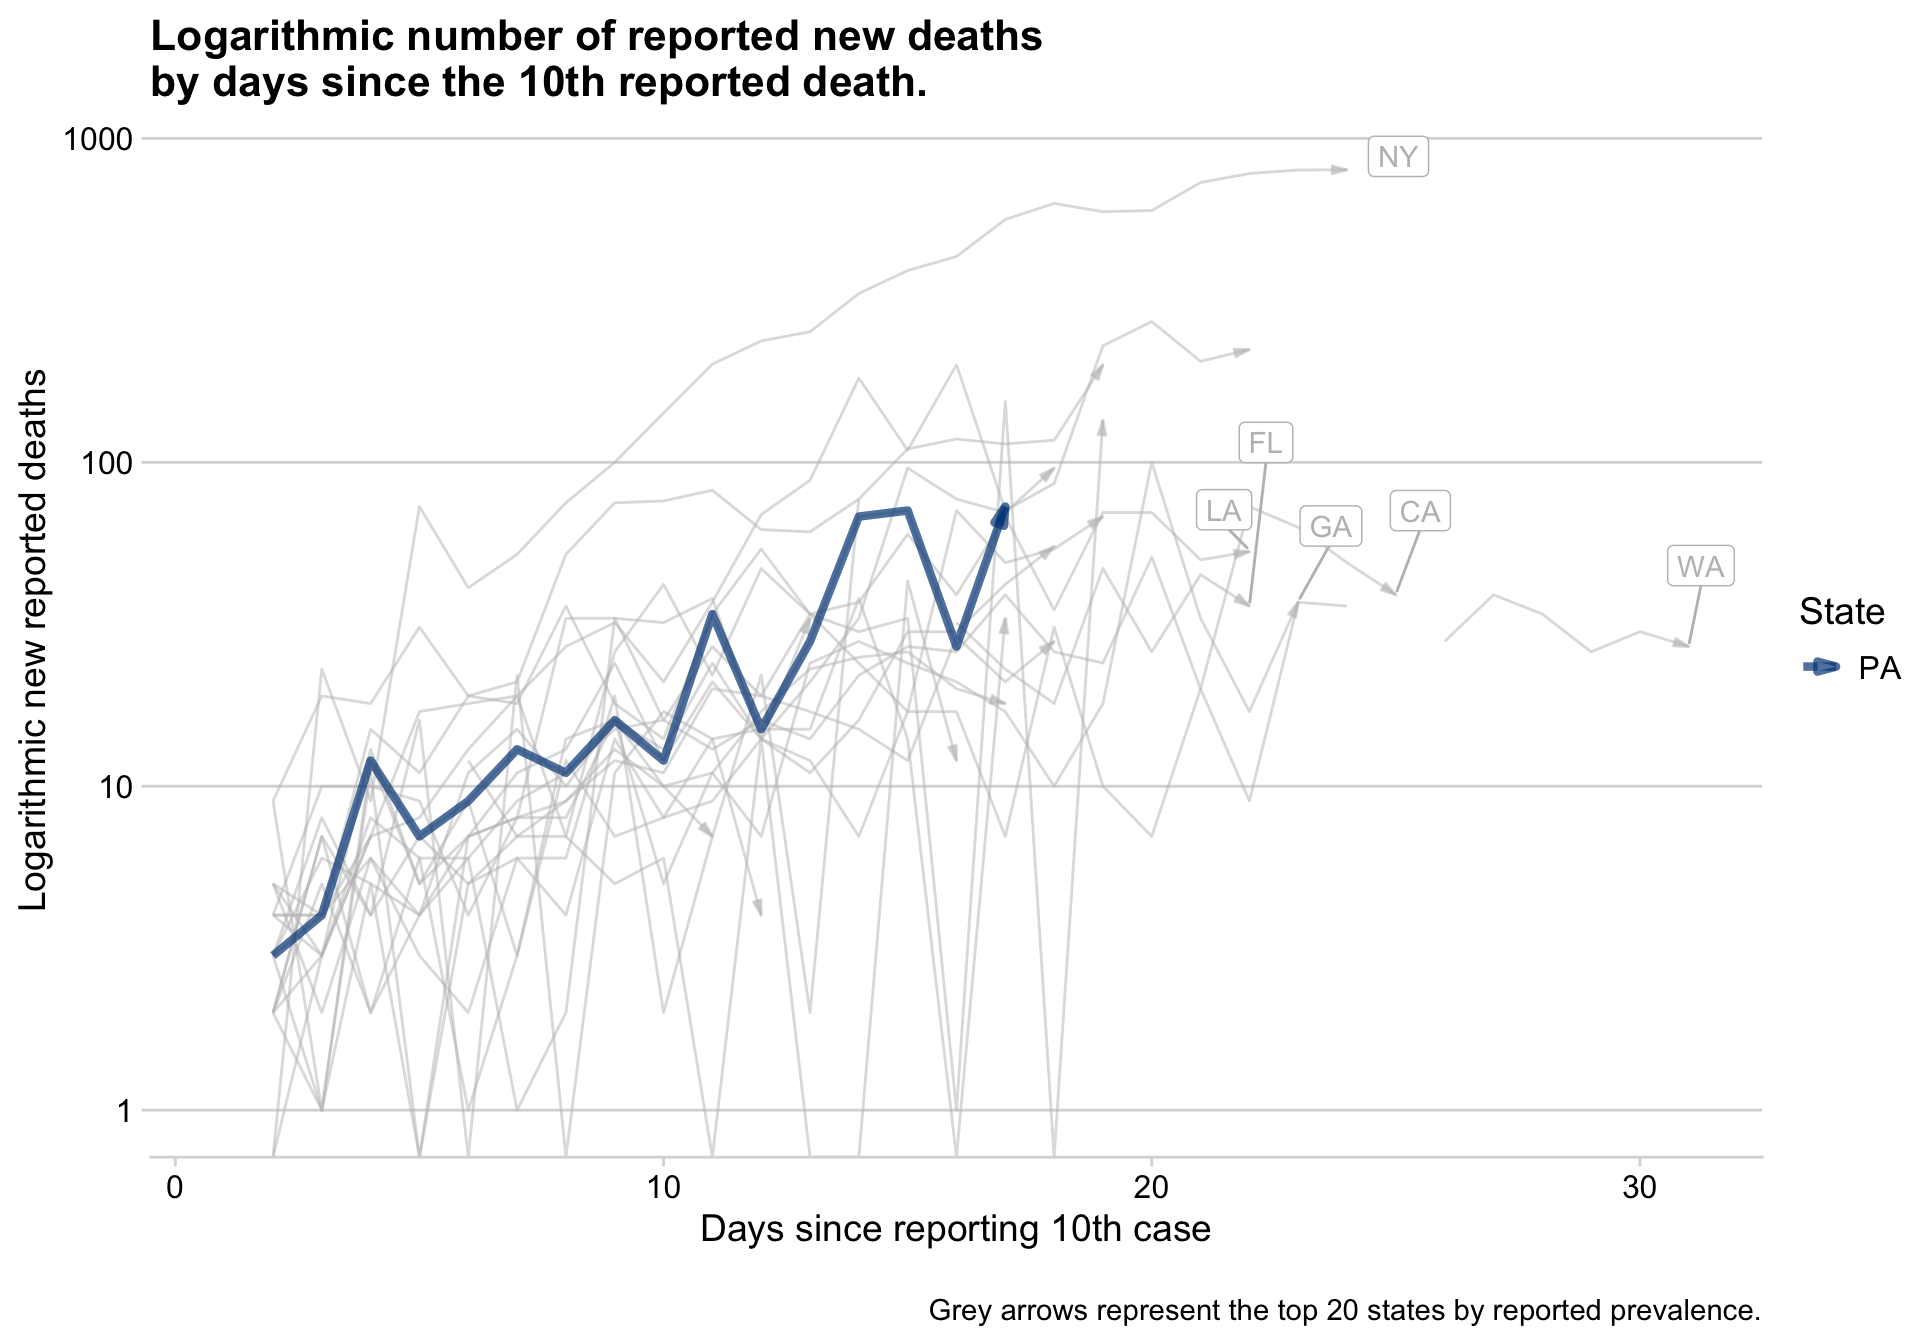 Logarithmic number of reported new deaths
by days since the 10th reported death.
Logarithmic new reported deaths
1000
100
10
1
NY
FL
LA
GA
CA
WA
State
PA
0 10 20 30
Days since reporting 10th case
Grey arrows represent the top 20 states by reported prevalence.